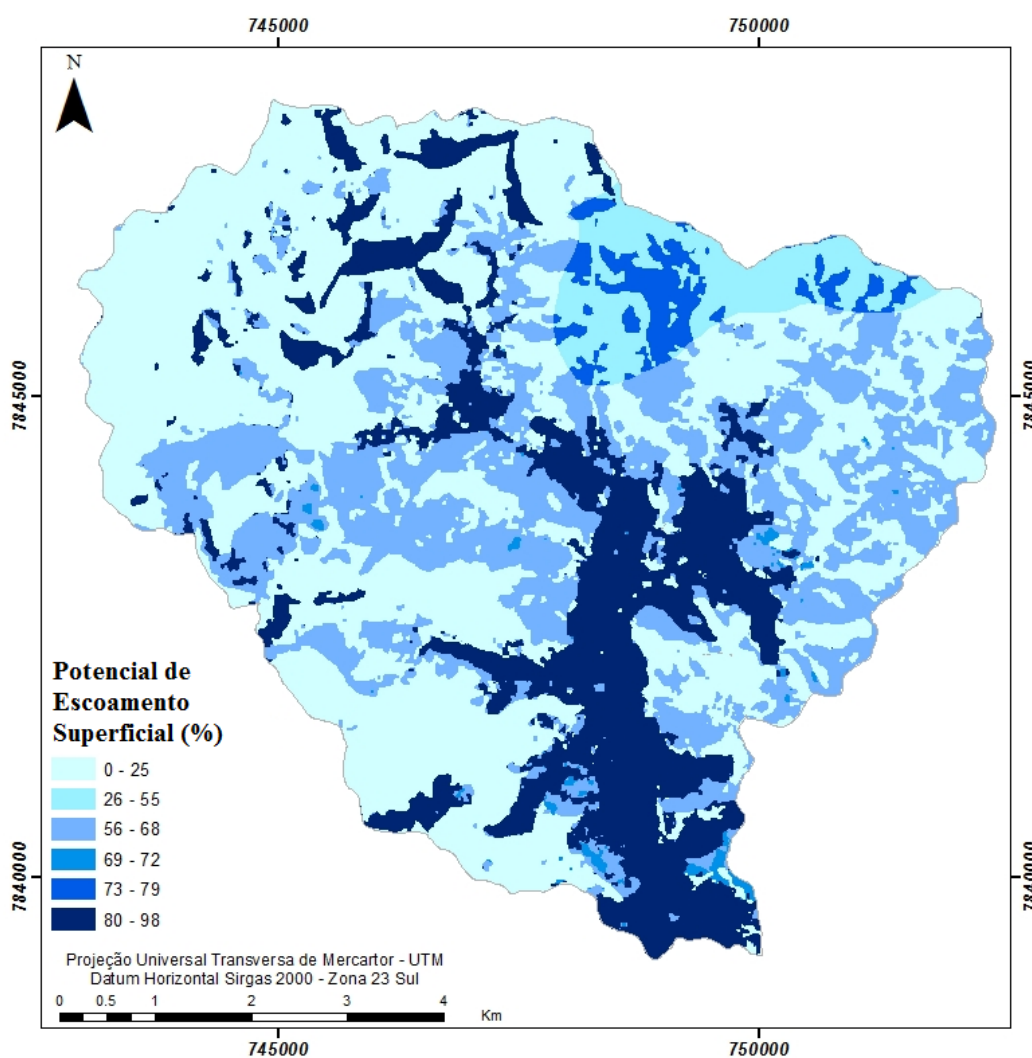 745000 750000
N
7845000 7845000
Potencial de
Escoamento
Superficial (%)
0 - 25
26 - 55
56 - 68
69 - 72
73 - 79
80 - 98
7840000 7840000
Projeção Universal Transversa de Mercartor - UTM
Datum Horizontal Sirgas 2000 - Zona 23 Sul
0 0.5 1 2 3 4
Km
745000 750000